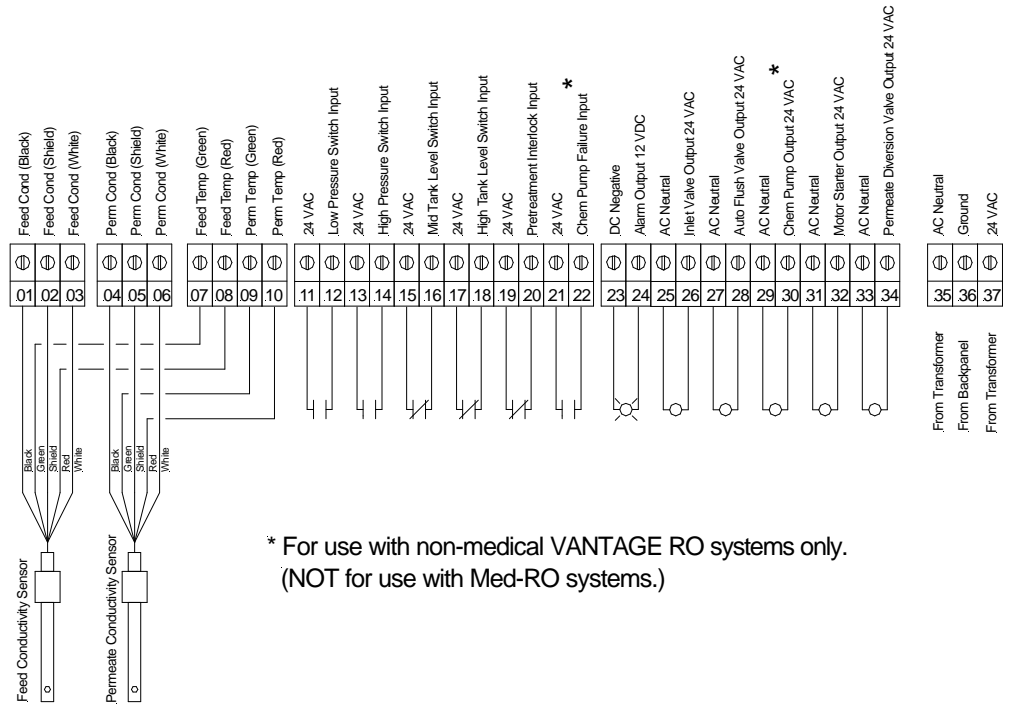 Feed Cond (Black)
Feed Cond (Shield)
Feed Cond (White)
Perm Cond (Black)
Perm Cond (Shield)
Perm Cond (White)
Feed Temp (Green)
Feed Temp (Red)
Perm Temp (Green)
Perm Temp (Red)
24 VAC
Low Pressure Switch Input
24 VAC
High Pressure Switch Input
24 VAC
Mid Tank Level Switch Input
24 VAC
High Tank Level Switch Input
24 VAC
Pretreatment Interlock Input
24 VAC
Chem Pump Failure Input *
DC Negative
Alarm Output 12 VDC
AC Neutral
Inlet Valve Output 24 VAC
AC Neutral
Auto Flush Valve Output 24 VAC
AC Neutral
Chem Pump Output 24 VAC *
AC Neutral
Motor Starter Output 24 VAC
AC Neutral
Permeate Diversion Valve Output 24 VAC
AC Neutral
Ground
24 VAC
01 02 03 04 05 06 07 08 09 10 11 12 13 14 15 16 17 18 19 20 21 22 23 24 25 26 27 28 29 30 31 32 33 34 35 36 37
From Transformer
From Backpanel
From Transformer
Black
Green
Shield
Red
White
Black
Green
Shield
Red
White
Feed Conductivity Sensor
Permeate Conductivity Sensor
* For use with non-medical VANTAGE RO systems only.
(NOT for use with Med-RO systems.)